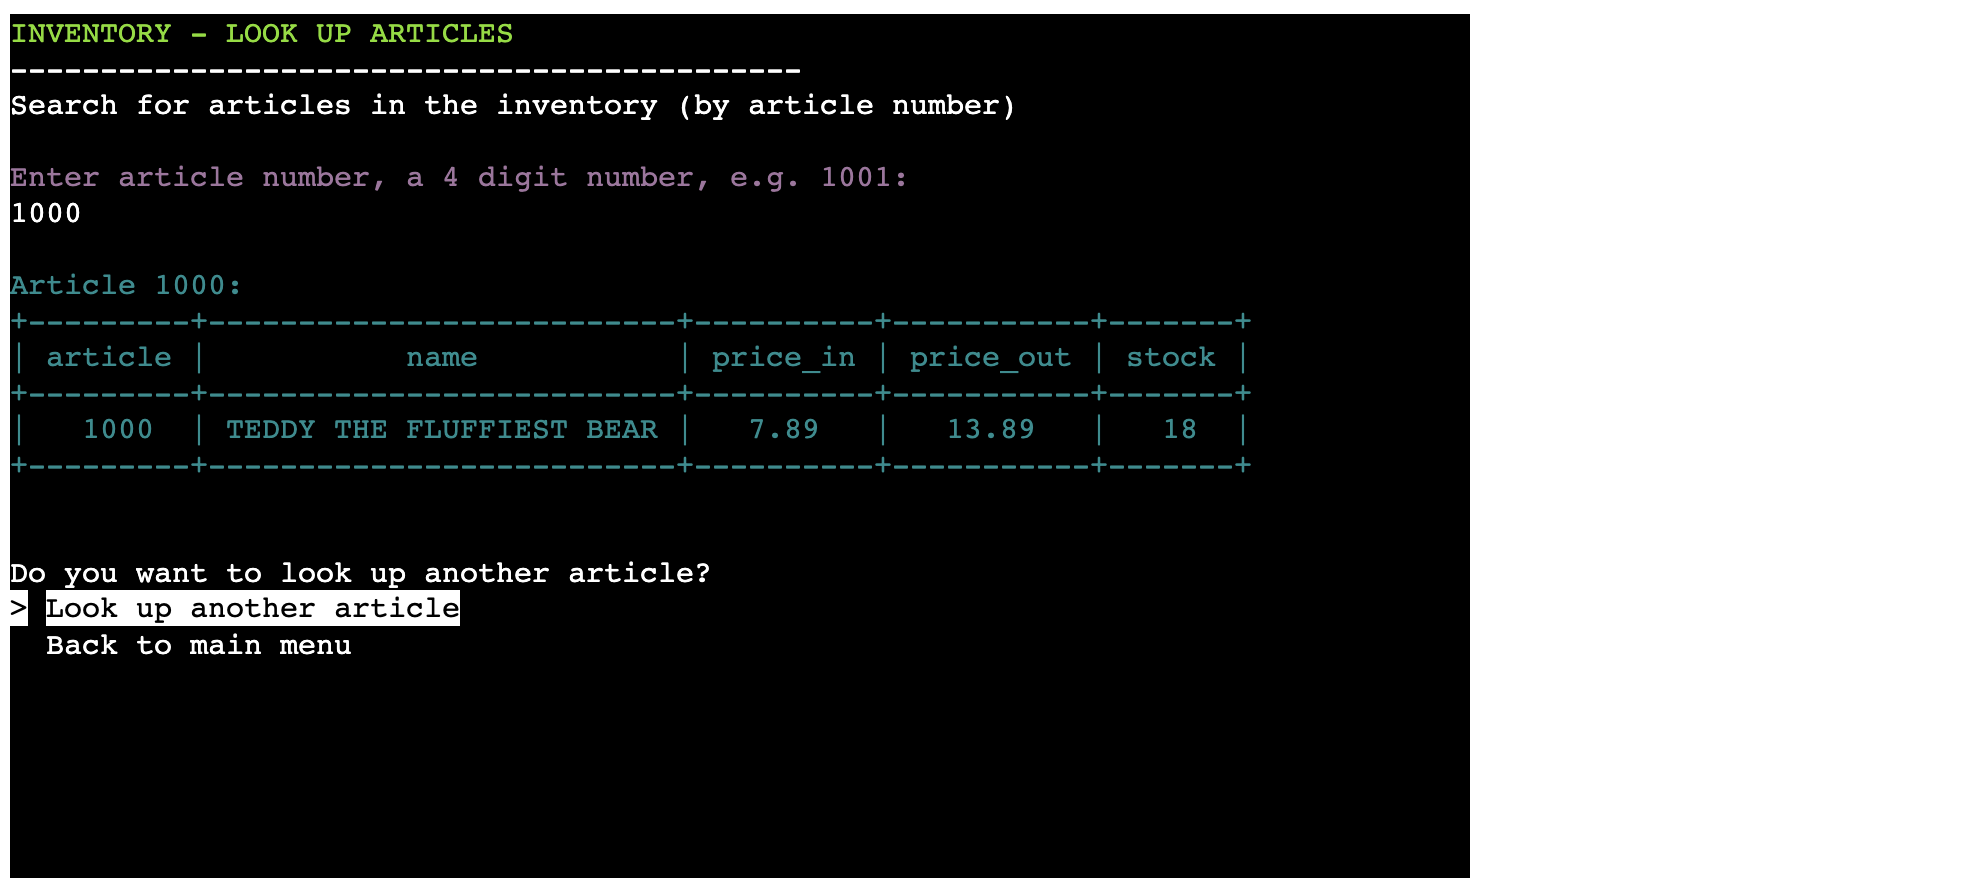 INVENTORY - LOOK UP ARTICLES
--------------------------------------------
Search for articles in the inventory (by article number)
Enter article number, a 4 digit number, e.g. 1001:
1000
Article 1000:
+---------+--------------------------+----------+-----------+-------+
| article |           name           | price_in | price_out | stock |
+---------+--------------------------+----------+-----------+-------+
|   1000  | TEDDY THE FLUFFIEST BEAR |   7.89   |   13.89   |   18  |
+---------+--------------------------+----------+-----------+-------+
Do you want to look up another article?
> Look up another article
  Back to main menu